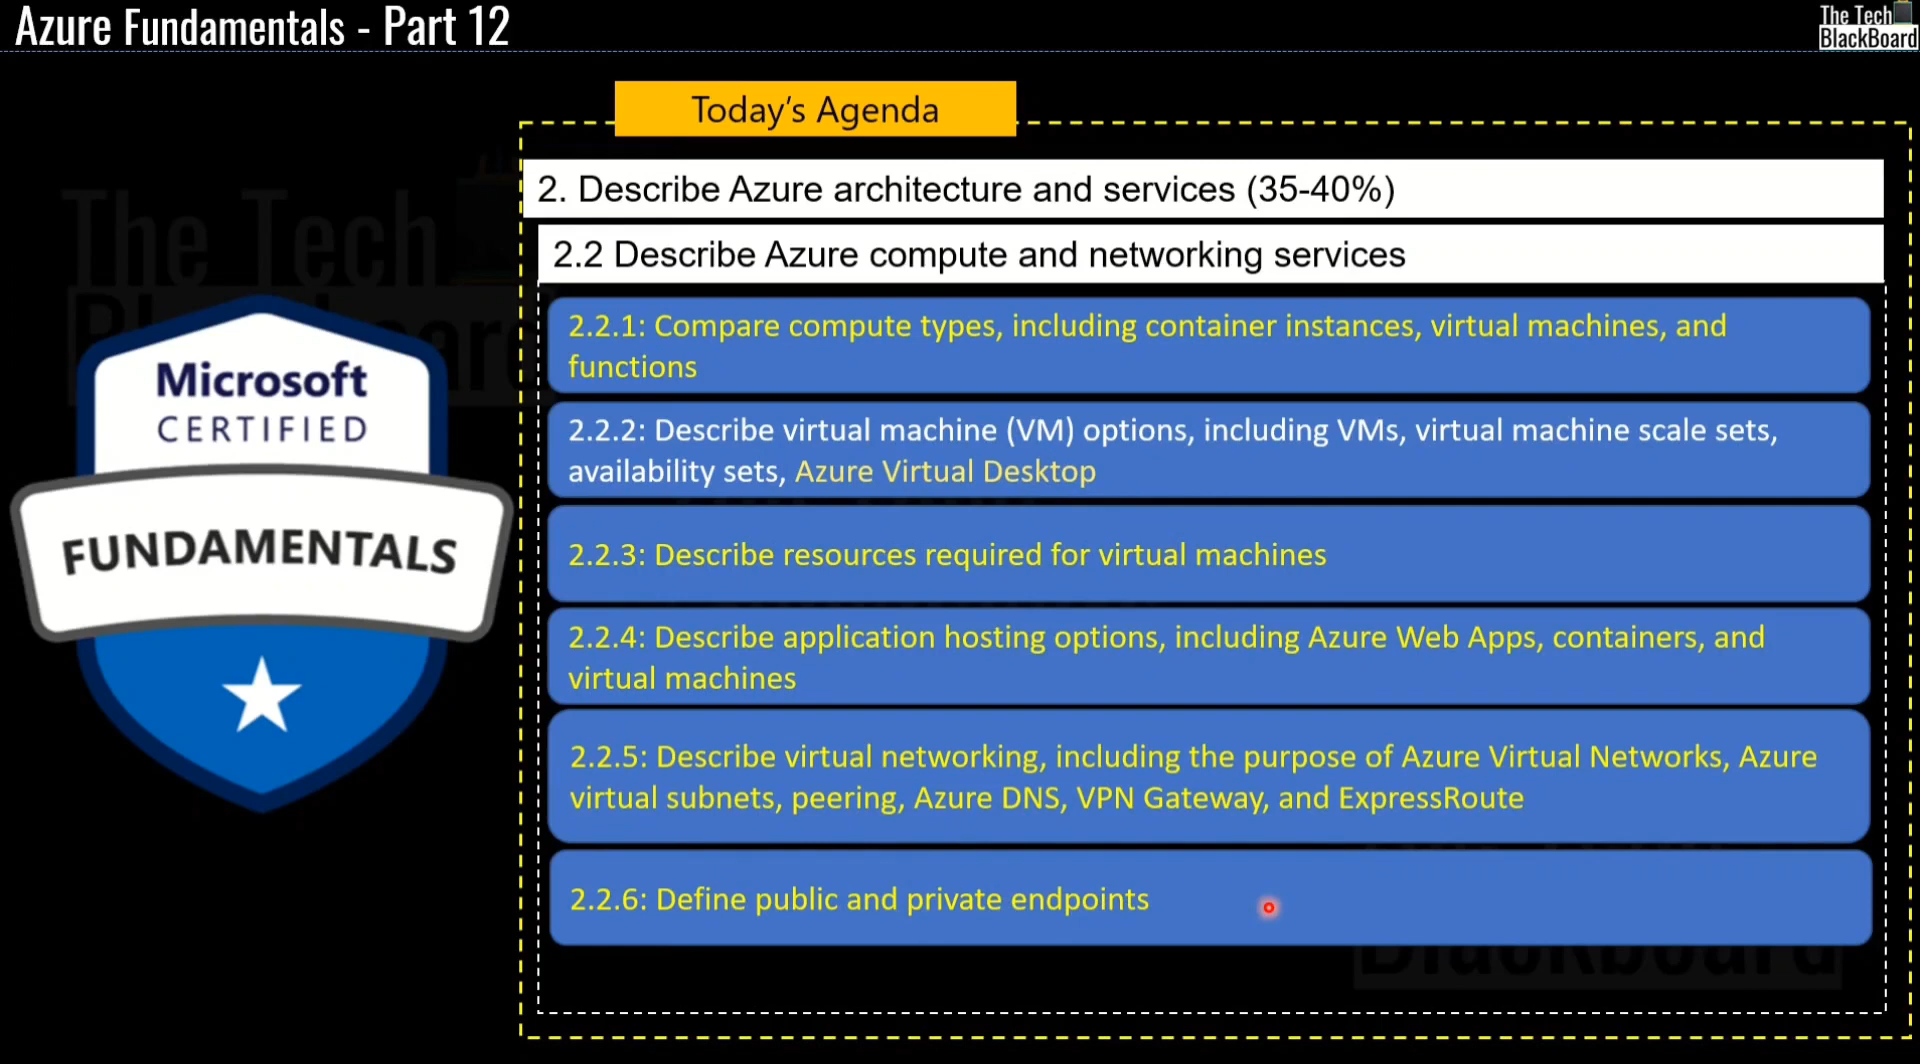 Azure Fundamentals - Part 12
The Tech
BlackBoard
Today's Agenda
2. Describe Azure architecture and services (35-40%)
2.2 Describe Azure compute and networking services
2.2.1: Compare compute types, including container instances, virtual machines, and
functions
2.2.2: Describe virtual machine (VM) options, including VMs, virtual machine scale sets,
availability sets, Azure Virtual Desktop
2.2.3: Describe resources required for virtual machines
2.2.4: Describe application hosting options, including Azure Web Apps, containers, and
virtual machines
2.2.5: Describe virtual networking, including the purpose of Azure Virtual Networks, Azure
virtual subnets, peering, Azure DNS, VPN Gateway, and ExpressRoute
2.2.6: Define public and private endpoints
The Tech
Microsoft
CERTIFIED
FUNDAMENTALS